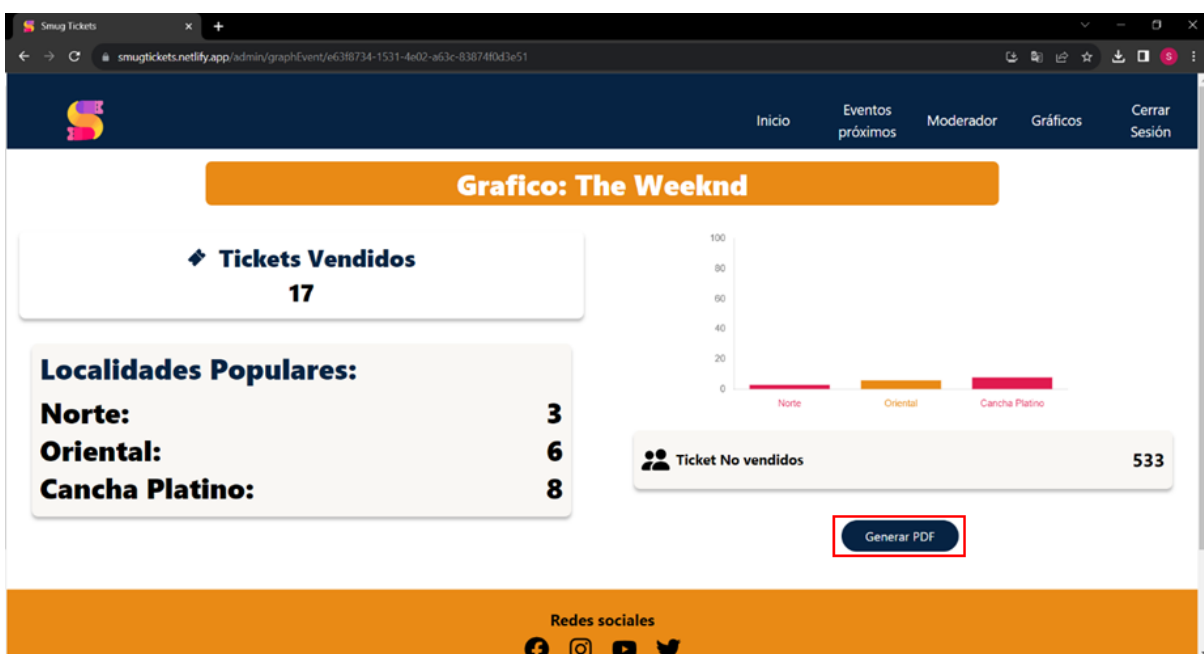 Smug Tickets
smugtickets.netlify.app/admin/graphEvent/e63f8734-1531-4e02-a63c-83874f0d3e51
S
Inicio
Eventos próximos
Moderador
Gráficos
Cerrar Sesión
Grafico: The Weeknd
Tickets Vendidos
17
Localidades Populares:
Norte: 3
Oriental: 6
Cancha Platino: 8
100
80
60
40
20
0
Norte Oriental Cancha Platino
Ticket No vendidos 533
Generar PDF
Redes sociales